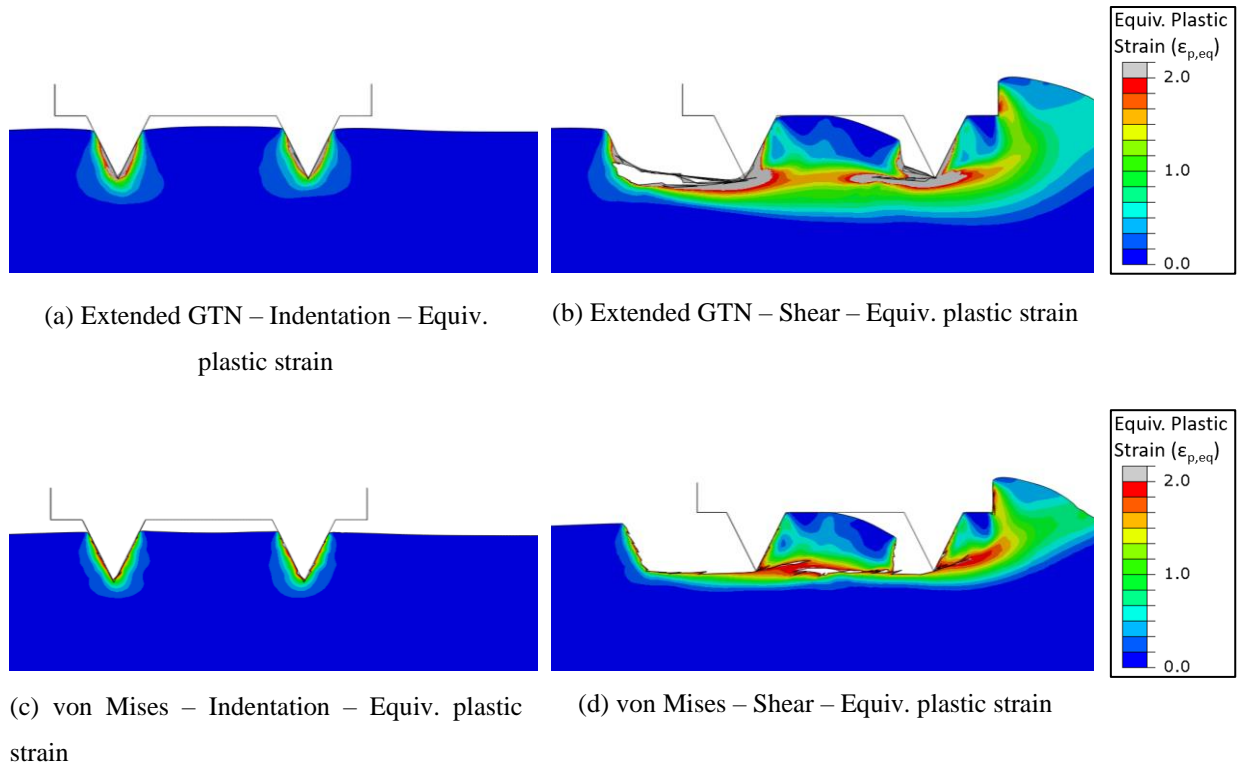 Equiv. Plastic
Strain (εp,eq)
2.0
1.0
0.0
(a) Extended GTN – Indentation – Equiv.
plastic strain
(b) Extended GTN – Shear – Equiv. plastic strain
Equiv. Plastic
Strain (εp,eq)
2.0
1.0
0.0
(c) von Mises – Indentation – Equiv. plastic
strain
(d) von Mises – Shear – Equiv. plastic strain